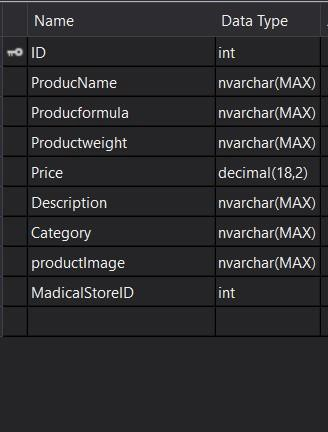 Name Data Type
ID int
ProducName nvarchar(MAX)
Producformula nvarchar(MAX)
Productweight nvarchar(MAX)
Price decimal(18,2)
Description nvarchar(MAX)
Category nvarchar(MAX)
productImage nvarchar(MAX)
MadicalStoreID int